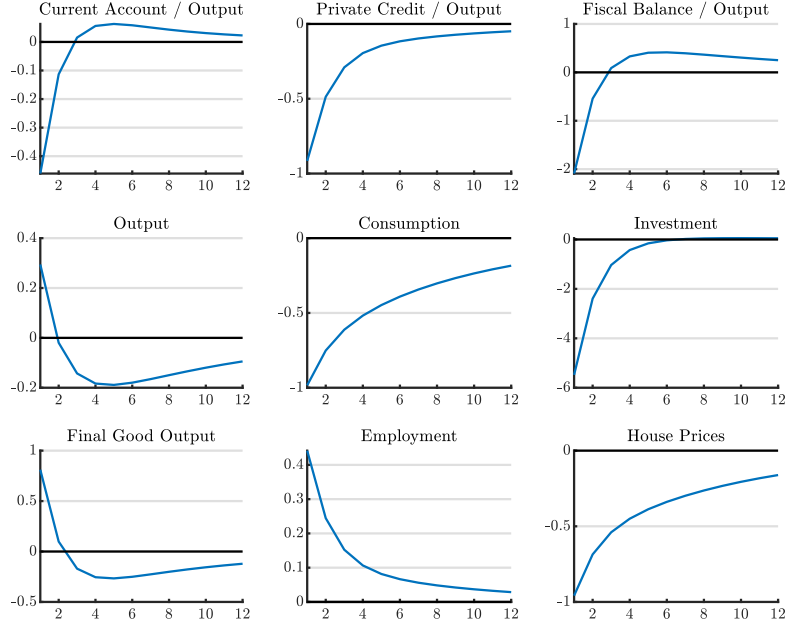 Current Account / Output
Private Credit / Output
Fiscal Balance / Output
0
-0.1
-0.2
-0.3
-0.4
2 4 6 8 10 12
0
-0.5
-1
2 4 6 8 10 12
1
0
-1
-2
2 4 6 8 10 12
Output
Consumption
Investment
0.4
0.2
0
-0.2
2 4 6 8 10 12
0
-0.5
-1
2 4 6 8 10 12
0
-2
-4
-6
2 4 6 8 10 12
Final Good Output
Employment
House Prices
1
0.5
0
-0.5
2 4 6 8 10 12
0.4
0.3
0.2
0.1
0
2 4 6 8 10 12
0
-0.5
-1
2 4 6 8 10 12